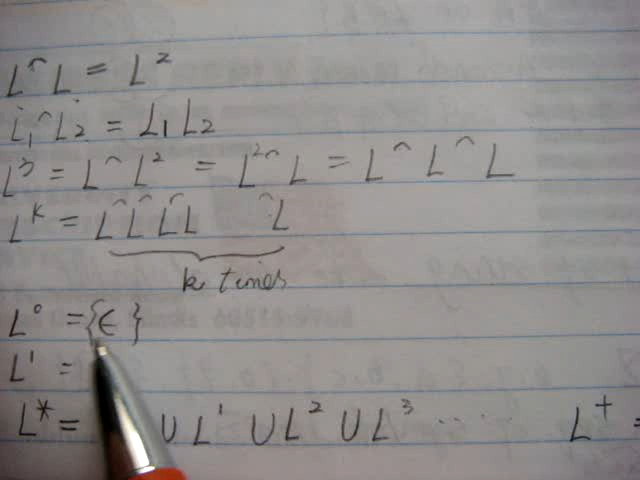 L⌢L = L²
L₁⌢L₂ = L₁L₂
L³ = L⌢L² = L²⌢L = L⌢L⌢L
Lᵏ = L⌢L⌢L⌢L ⌢L
k times
L⁰ = {ϵ}
L¹ =
L* = ∪ L¹ ∪ L² ∪ L³ ······ L⁺ =